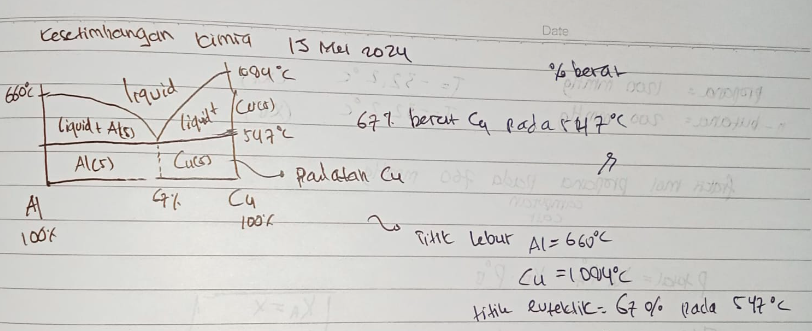 Date
Kesetimbangan kimia 15 Mei 2024
% berat
1084°C
660°C
liquid
liquid + Al(s)
liquid +
Cu(s)
547°C
67% berat Cu pada 547°C
Al(s)
Cu(s)
Padatan Cu
Al
67%
Cu
100%
100%
Titik lebur Al = 660°C
Cu = 1084°C
titik eutektik = 67% pada 547°C